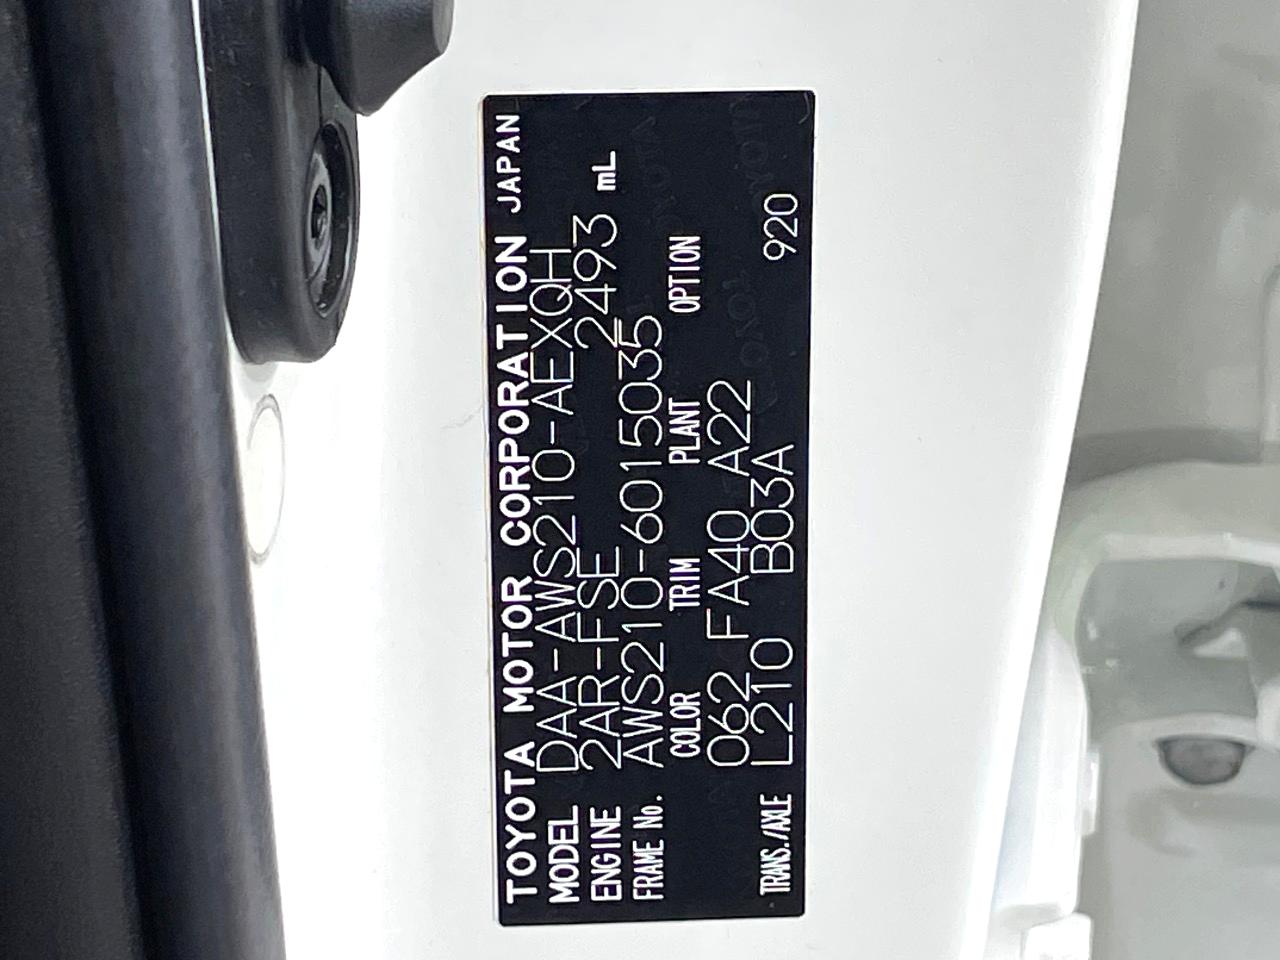 TOYOTA MOTOR CORPORATION JAPAN
MODEL DAA-AWS210-AEXQH
ENGINE 2AR-FSE 2493 mL
FRAME No. AWS210-6015035
COLOR TRIM PLANT OPTION
062 FA40 A22
TRANS./AXLE L210 B03A 920